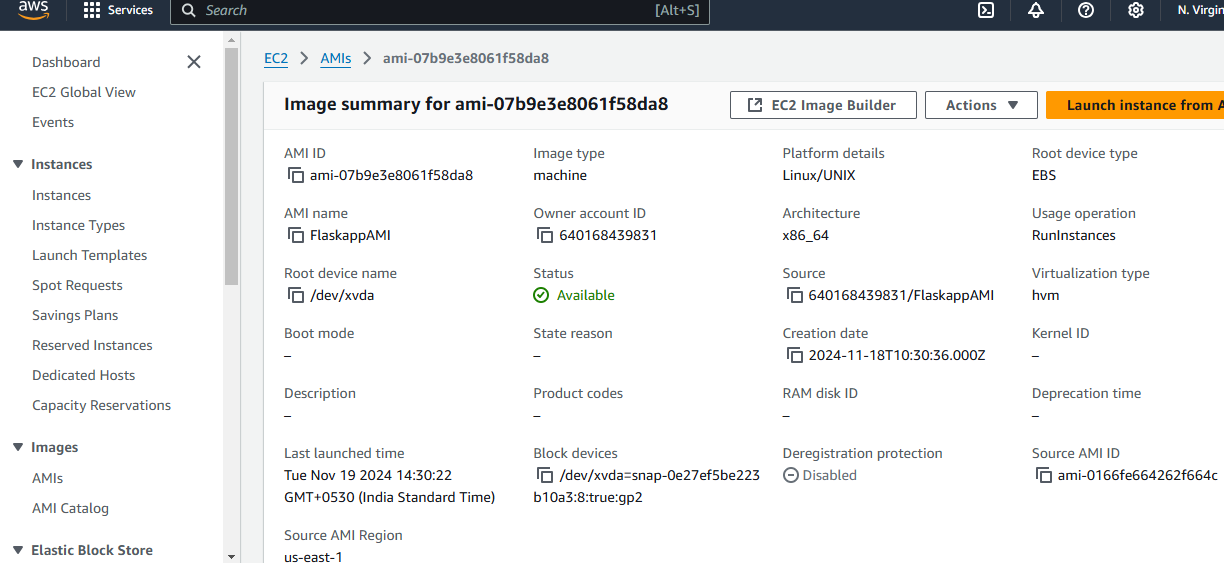 aws
Services
Search
[Alt+S]
N. Virgin
Dashboard
EC2 Global View
Events
Instances
Instances
Instance Types
Launch Templates
Spot Requests
Savings Plans
Reserved Instances
Dedicated Hosts
Capacity Reservations
Images
AMIs
AMI Catalog
Elastic Block Store
EC2 > AMIs > ami-07b9e3e8061f58da8
Image summary for ami-07b9e3e8061f58da8
EC2 Image Builder
Actions
Launch instance from A
AMI ID
ami-07b9e3e8061f58da8
Image type
machine
Platform details
Linux/UNIX
Root device type
EBS
AMI name
FlaskappAMI
Owner account ID
640168439831
Architecture
x86_64
Usage operation
RunInstances
Root device name
/dev/xvda
Status
Available
Source
640168439831/FlaskappAMI
Virtualization type
hvm
Boot mode
–
State reason
–
Creation date
2024-11-18T10:30:36.000Z
Kernel ID
–
Description
–
Product codes
–
RAM disk ID
–
Deprecation time
–
Last launched time
Tue Nov 19 2024 14:30:22
GMT+0530 (India Standard Time)
Block devices
/dev/xvda=snap-0e27ef5be223
b10a3:8:true:gp2
Deregistration protection
Disabled
Source AMI ID
ami-0166fe664262f664c
Source AMI Region
us-east-1